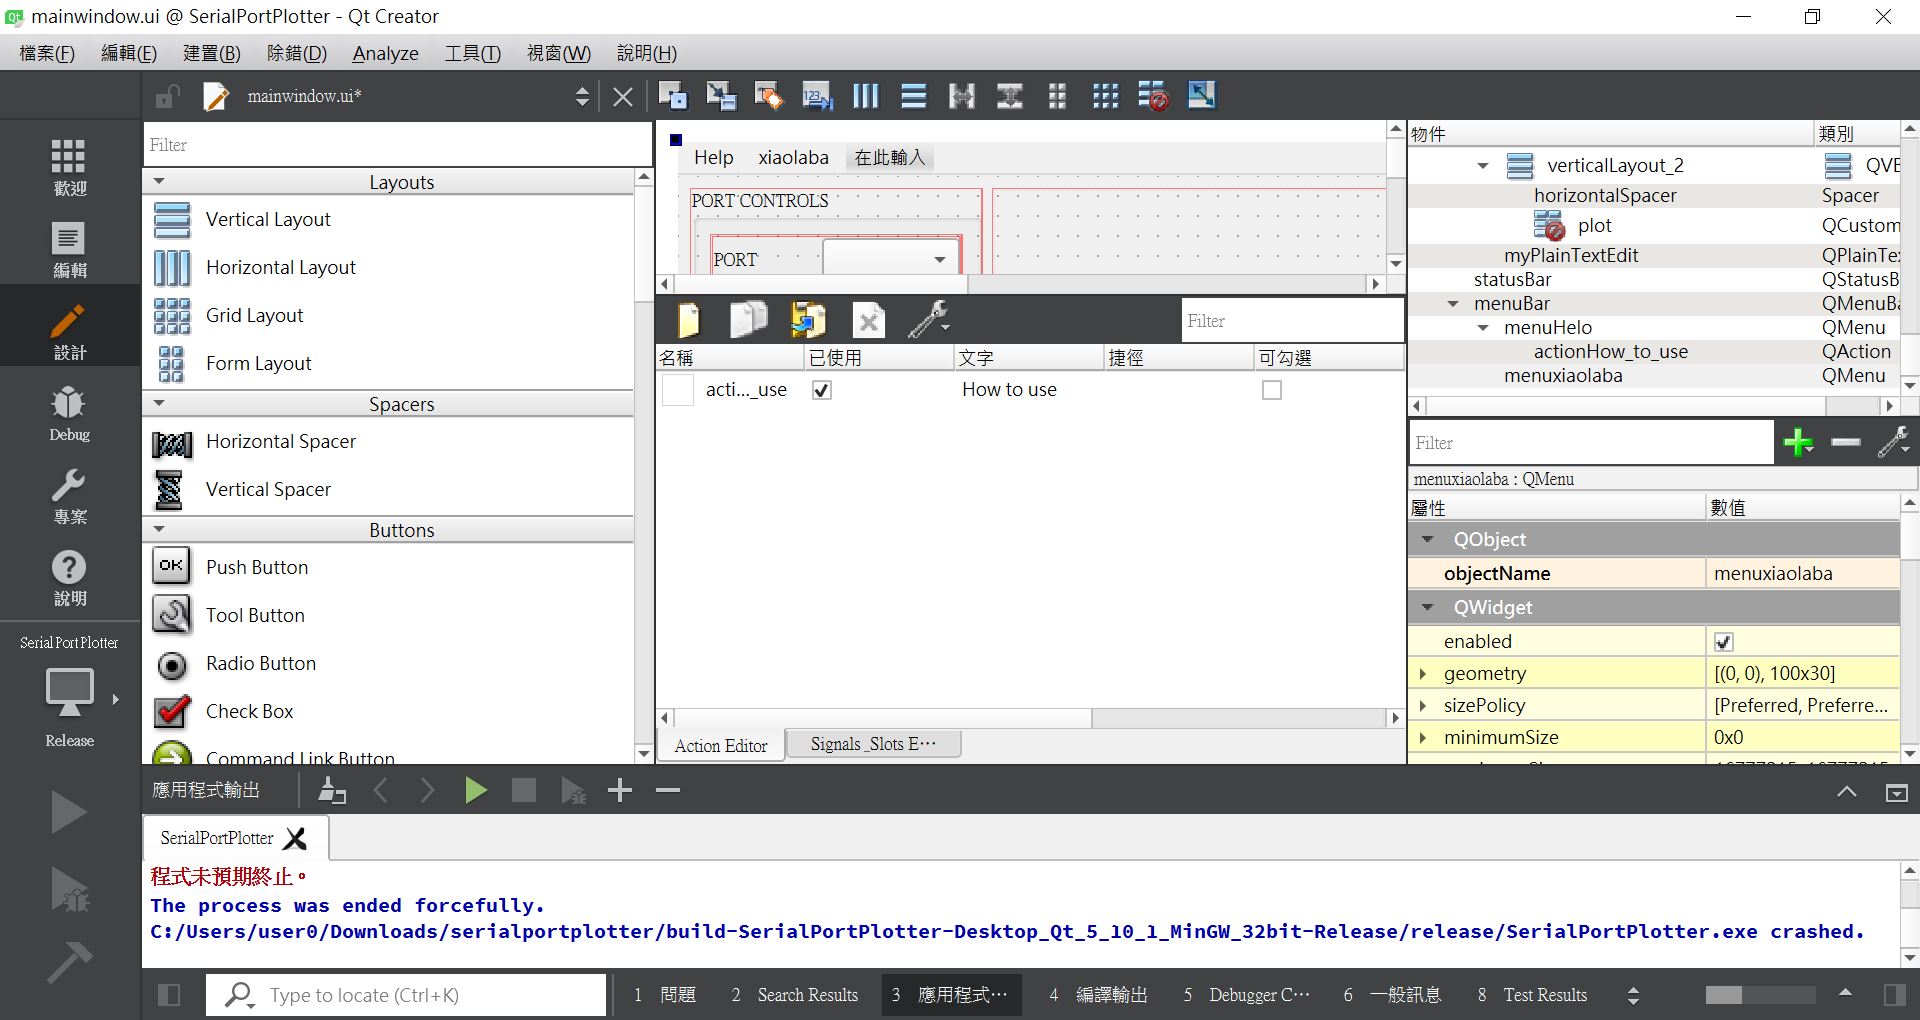 mainwindow.ui @ SerialPortPlotter - Qt Creator
檔案(F) 編輯(E) 建置(B) 除錯(D) Analyze 工具(T) 視窗(W) 說明(H)
mainwindow.ui*
歡迎
編輯
設計
Debug
專案
說明
SerialPortPlotter
Release
Filter
Layouts
Vertical Layout
Horizontal Layout
Grid Layout
Form Layout
Spacers
Horizontal Spacer
Vertical Spacer
Buttons
OK Push Button
Tool Button
Radio Button
Check Box
Command Link Button
Help xiaolaba 在此輸入
PORT CONTROLS
PORT
Filter
名稱 已使用 文字 捷徑 可勾選
acti..._use How to use
Action Editor Signals _Slots E…
物件 類別
verticalLayout_2 QVB
horizontalSpacer Spacer
plot QCustom
myPlainTextEdit QPlainTe
statusBar QStatusB
menuBar QMenuBa
menuHelo QMenu
actionHow_to_use QAction
menuxiaolaba QMenu
Filter
menuxiaolaba : QMenu
屬性 數值
QObject
objectName menuxiaolaba
QWidget
enabled
geometry [(0, 0), 100x30]
sizePolicy [Preferred, Preferre...
minimumSize 0x0
應用程式輸出
SerialPortPlotter
程式未預期終止。
The process was ended forcefully.
C:/Users/user0/Downloads/serialportplotter/build-SerialPortPlotter-Desktop_Qt_5_10_1_MinGW_32bit-Release/release/SerialPortPlotter.exe crashed.
Type to locate (Ctrl+K) 1 問題 2 Search Results 3 應用程式… 4 編譯輸出 5 Debugger C… 6 一般訊息 8 Test Results